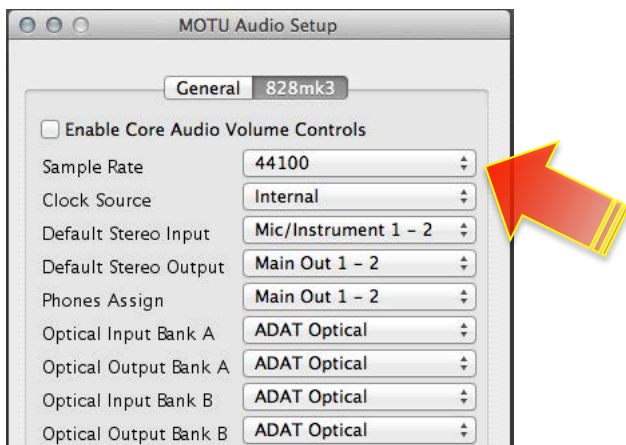 MOTU Audio Setup
General 828mk3
Enable Core Audio Volume Controls
Sample Rate 44100
Clock Source Internal
Default Stereo Input Mic/Instrument 1 – 2
Default Stereo Output Main Out 1 – 2
Phones Assign Main Out 1 – 2
Optical Input Bank A ADAT Optical
Optical Output Bank A ADAT Optical
Optical Input Bank B ADAT Optical
Optical Output Bank B ADAT Optical